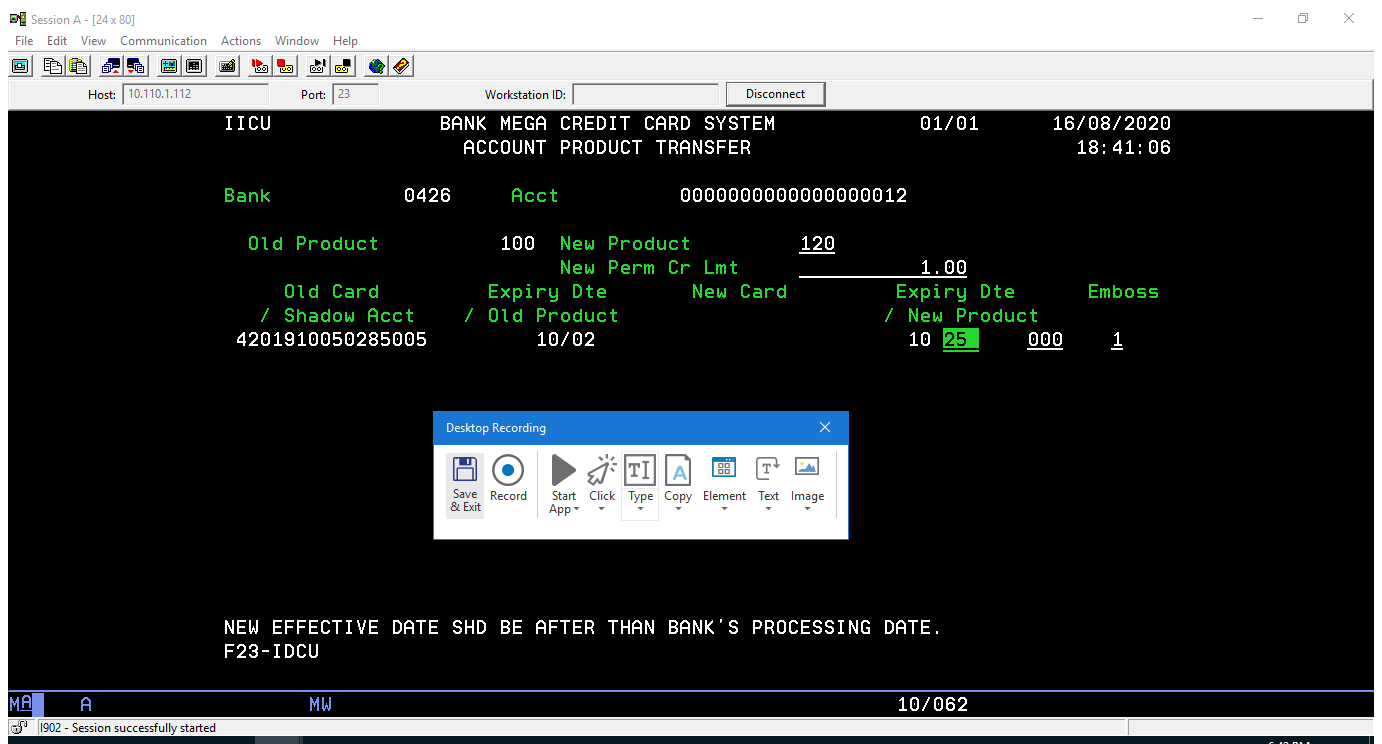 Session A - [24 x 80]
File Edit View Communication Actions Window Help
Host: 10.110.1.112 Port: 23 Workstation ID: Disconnect
IICU BANK MEGA CREDIT CARD SYSTEM 01/01 16/08/2020
ACCOUNT PRODUCT TRANSFER 18:41:06
Bank 0426 Acct 0000000000000000012
Old Product 100 New Product 120
New Perm Cr Lmt 1.00
Old Card Expiry Dte New Card Expiry Dte Emboss
/ Shadow Acct / Old Product / New Product
4201910050285005 10/02 10 25 000 1
Desktop Recording
Save & Exit Record Start App Click Type Copy Element Text Image
NEW EFFECTIVE DATE SHD BE AFTER THAN BANK'S PROCESSING DATE.
F23-IDCU
MA A MW 10/062
I902 - Session successfully started